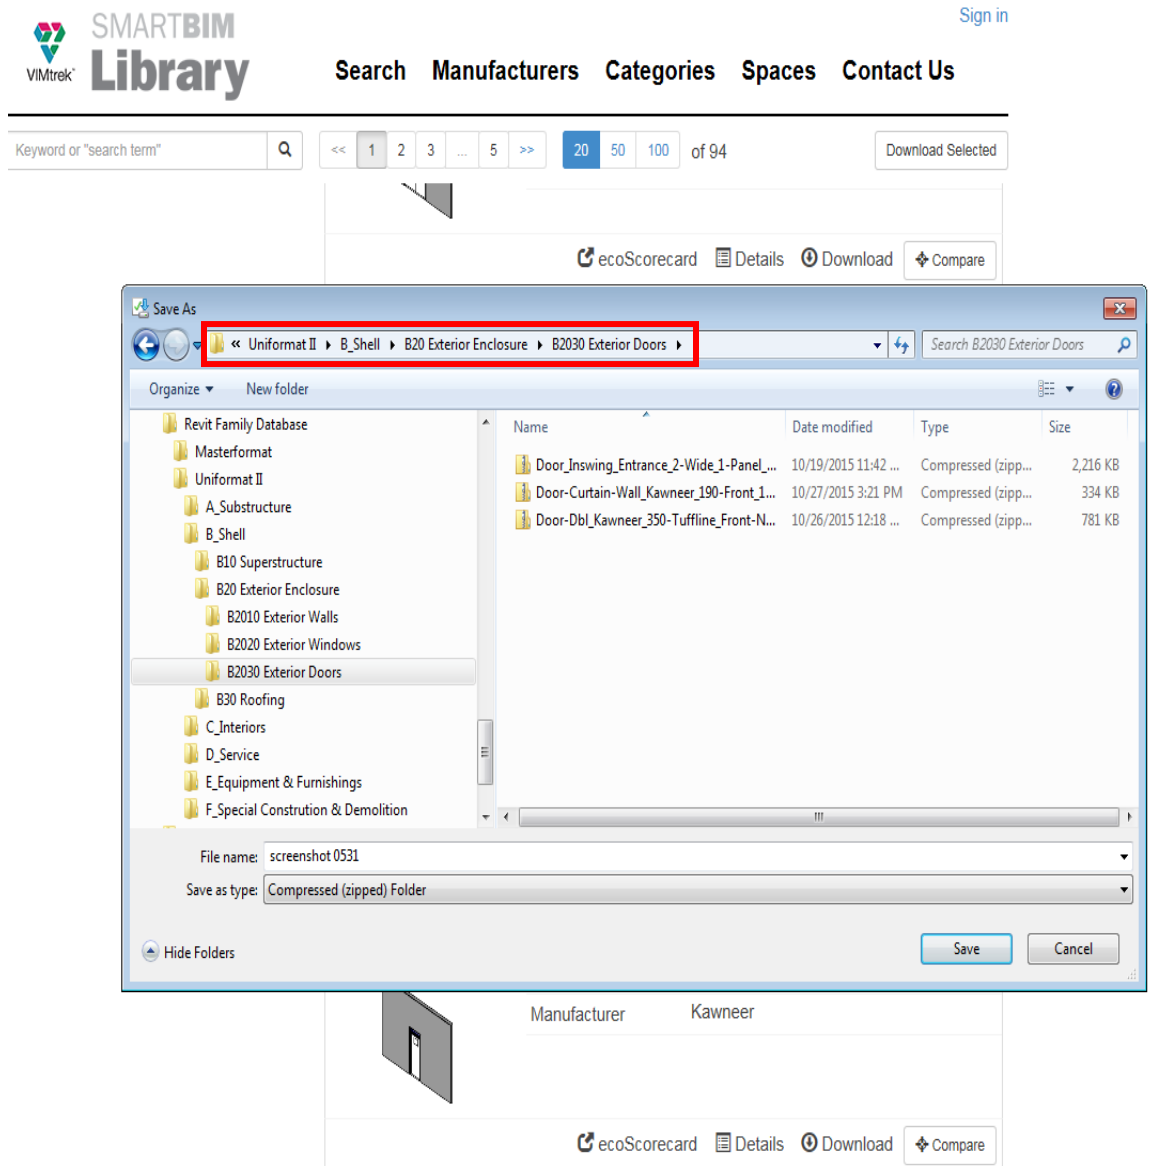 Sign in
VIMtrek
SMARTBIM
Library
Search Manufacturers Categories Spaces Contact Us
Keyword or "search term" << 1 2 3 ... 5 >> 20 50 100 of 94 Download Selected
ecoScorecard Details Download Compare
Save As
« Uniformat II B_Shell B20 Exterior Enclosure B2030 Exterior Doors Search B2030 Exterior Doors
Organize New folder
Revit Family Database
Masterformat
Uniformat II
A_Substructure
B_Shell
B10 Superstructure
B20 Exterior Enclosure
B2010 Exterior Walls
B2020 Exterior Windows
B2030 Exterior Doors
B30 Roofing
C_Interiors
D_Service
E_Equipment & Furnishings
F_Special Constrution & Demolition
Name Date modified Type Size
Door_Inswing_Entrance_2-Wide_1-Panel_... 10/19/2015 11:42 ... Compressed (zipp... 2,216 KB
Door-Curtain-Wall_Kawneer_190-Front_1... 10/27/2015 3:21 PM Compressed (zipp... 334 KB
Door-Dbl_Kawneer_350-Tuffline_Front-N... 10/26/2015 12:18 ... Compressed (zipp... 781 KB
File name: screenshot 0531
Save as type: Compressed (zipped) Folder
Hide Folders Save Cancel
Manufacturer Kawneer
ecoScorecard Details Download Compare